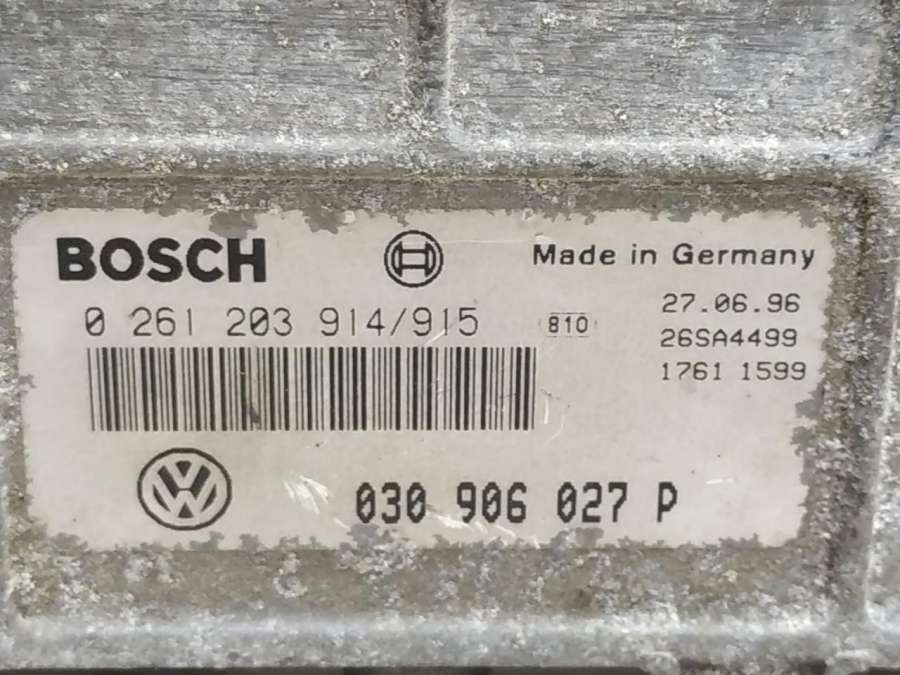 BOSCH
Made in Germany
0 261 203 914/915
810
27.06.96
26SA4499
1761 1599
VW
030 906 027 P